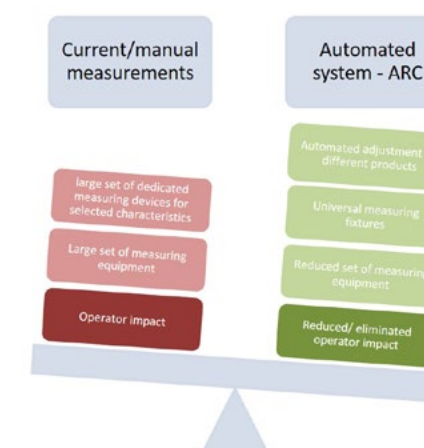 Current/manual
measurements
Automated
system - ARC
large set of dedicated
measuring devices for
selected characteristics
Large set of measuring
equipment
Operator impact
Automated adjustment
different products
Universal measuring
fixtures
Reduced set of measuring
equipment
Reduced/ eliminated
operator impact